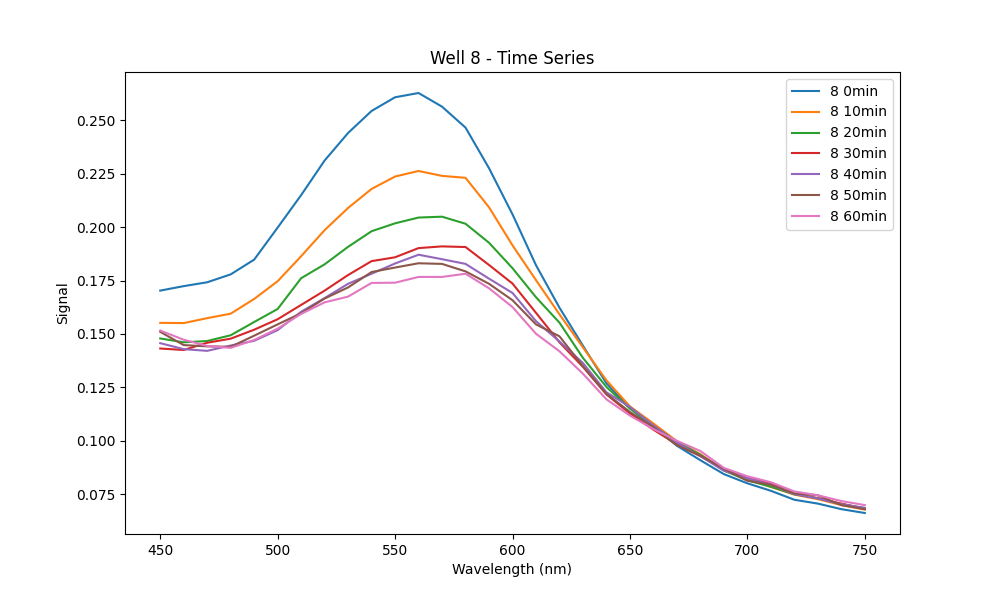 Well 8 - Time Series
8 0min
8 10min
8 20min
8 30min
8 40min
8 50min
8 60min
Signal
0.250
0.225
0.200
0.175
0.150
0.125
0.100
0.075
450 500 550 600 650 700 750
Wavelength (nm)